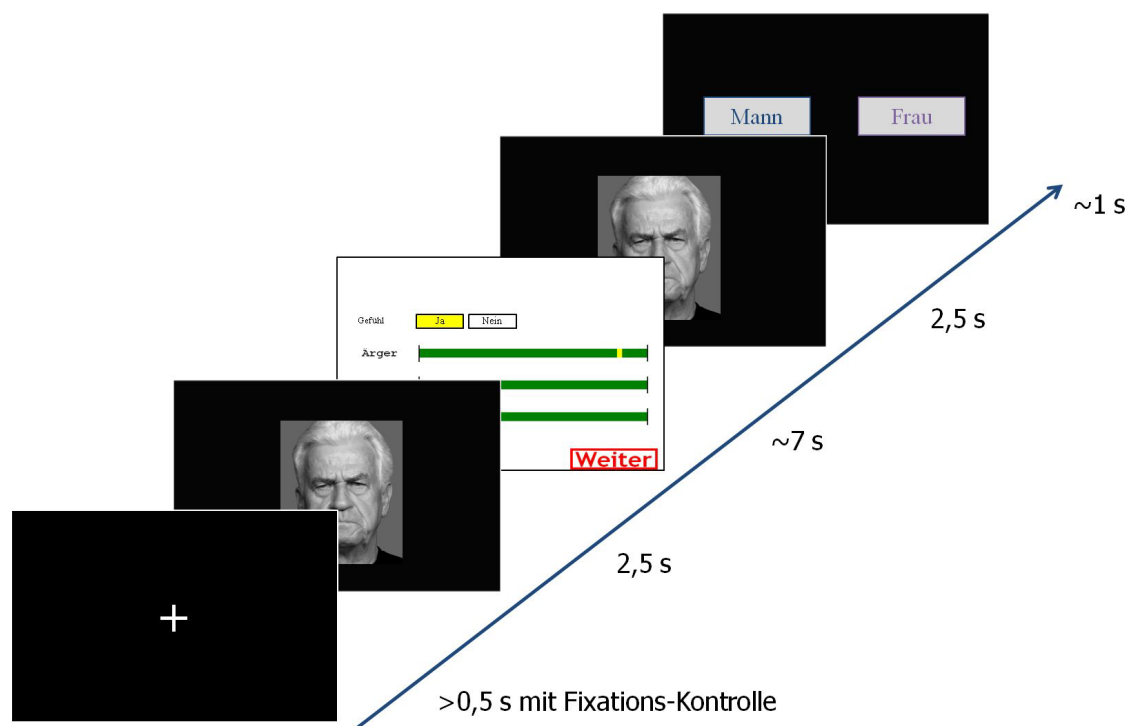 Mann
Frau
~1 s
2,5 s
Gefühl
Ja
Nein
Ärger
~7 s
Weiter
2,5 s
>0,5 s mit Fixations-Kontrolle